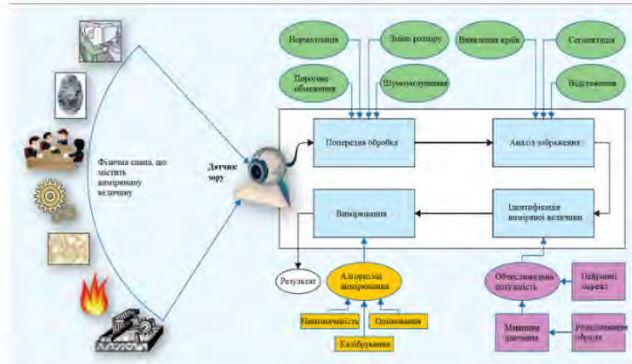 Нормалізація
Зміна розміру
Виявлення країв
Сегментація
Порогове
обмеження
Шумозаглушення
Відстеження
Фізична сцена, що
містить
вимірювану
величину
Датчик
зору
Попередня обробка
Аналіз зображення
Вимірювання
Ідентифікація
вимірної величини
Результат
Алгоритми
вимірювання
Обчислювальна
потужність
Нейронні
мережі
Невизначеність
Оцінювання
Калібрування
Машинне
навчання
Розпізнавання
образів